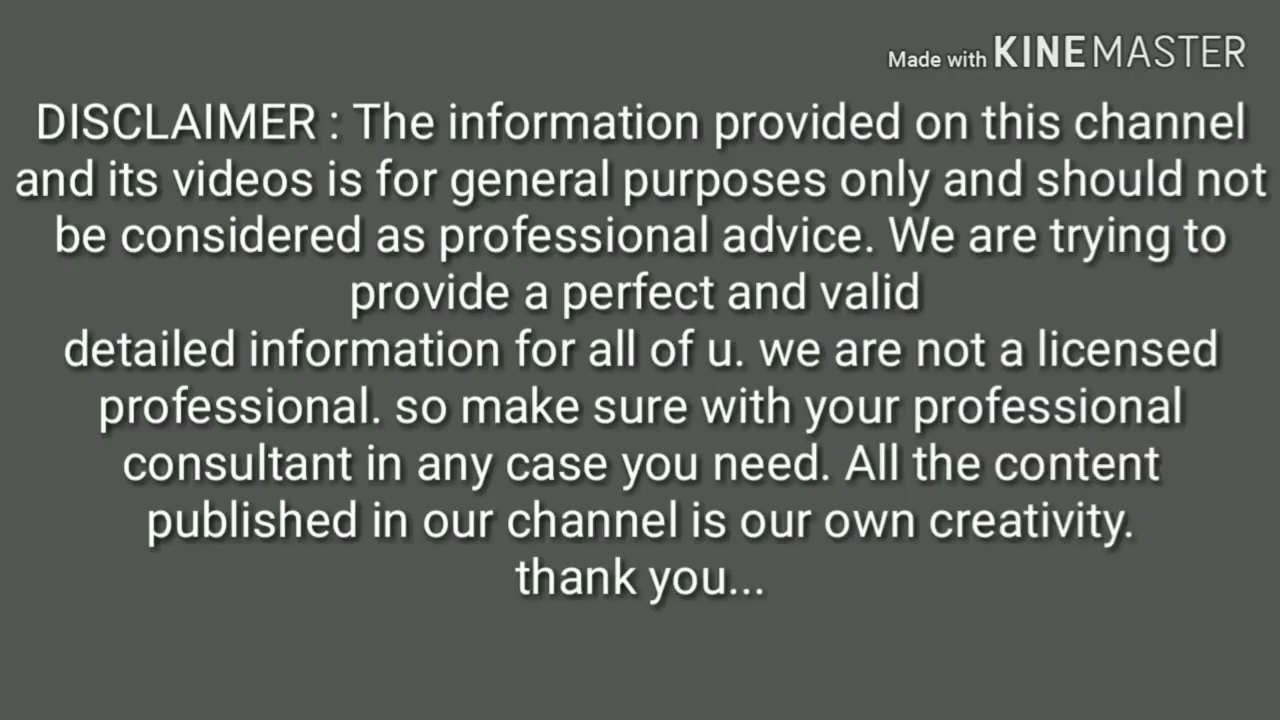 Made with KINEMASTER
DISCLAIMER : The information provided on this channel
and its videos is for general purposes only and should not
be considered as professional advice. We are trying to
provide a perfect and valid
detailed information for all of u. we are not a licensed
professional. so make sure with your professional
consultant in any case you need. All the content
published in our channel is our own creativity.
thank you...